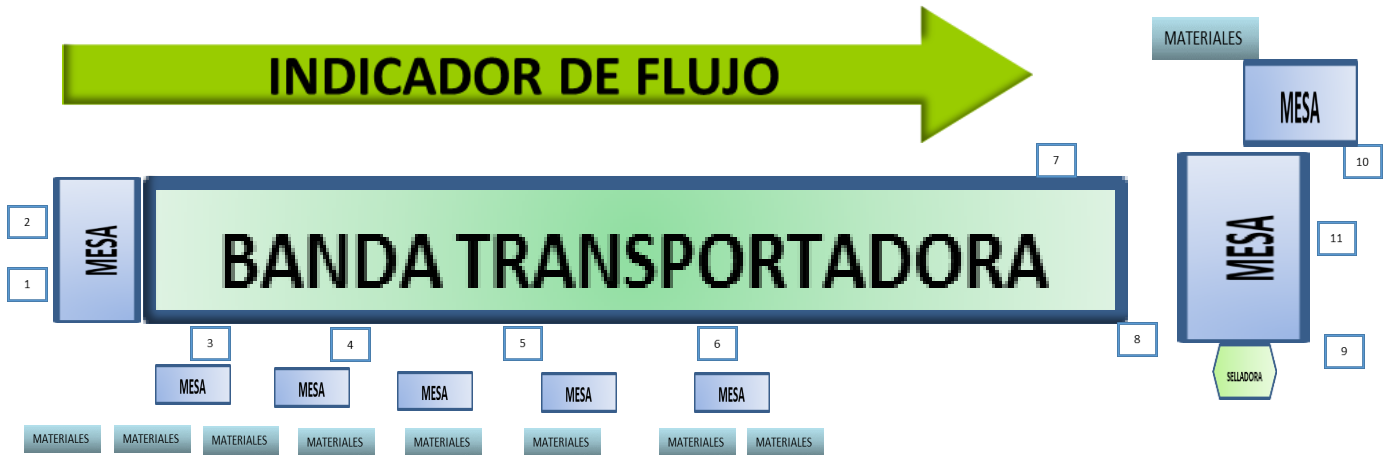 INDICADOR DE FLUJO
MATERIALES
MESA
10
7
2
1
MESA
BANDA TRANSPORTADORA
MESA
11
3
4
5
6
8
9
MESA
MESA
MESA
MESA
MESA
SELLADORA
MATERIALES
MATERIALES
MATERIALES
MATERIALES
MATERIALES
MATERIALES
MATERIALES
MATERIALES